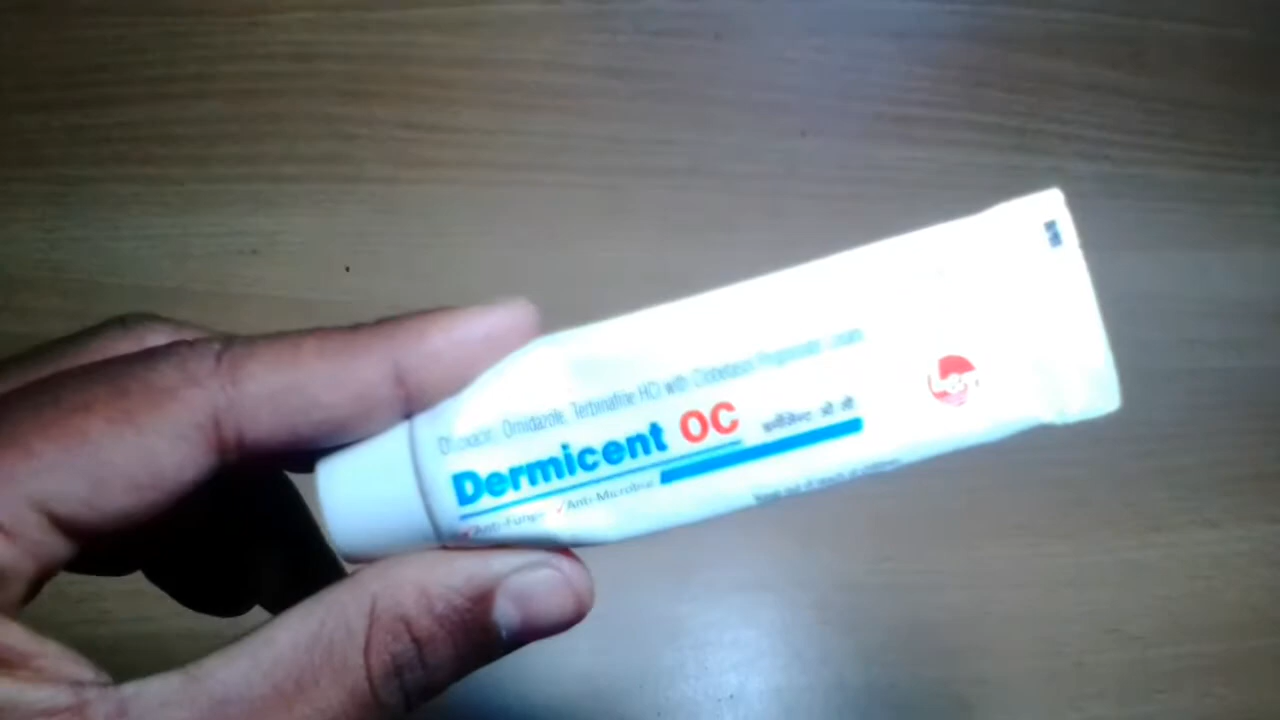 Ofloxacin, Ornidazole, Terbinafine HCl with Clobetasol Propionate Cream
Dermicent OC
डर्मीसेन्ट ओ सी
Anti-Fungal ✓Anti-Microbial